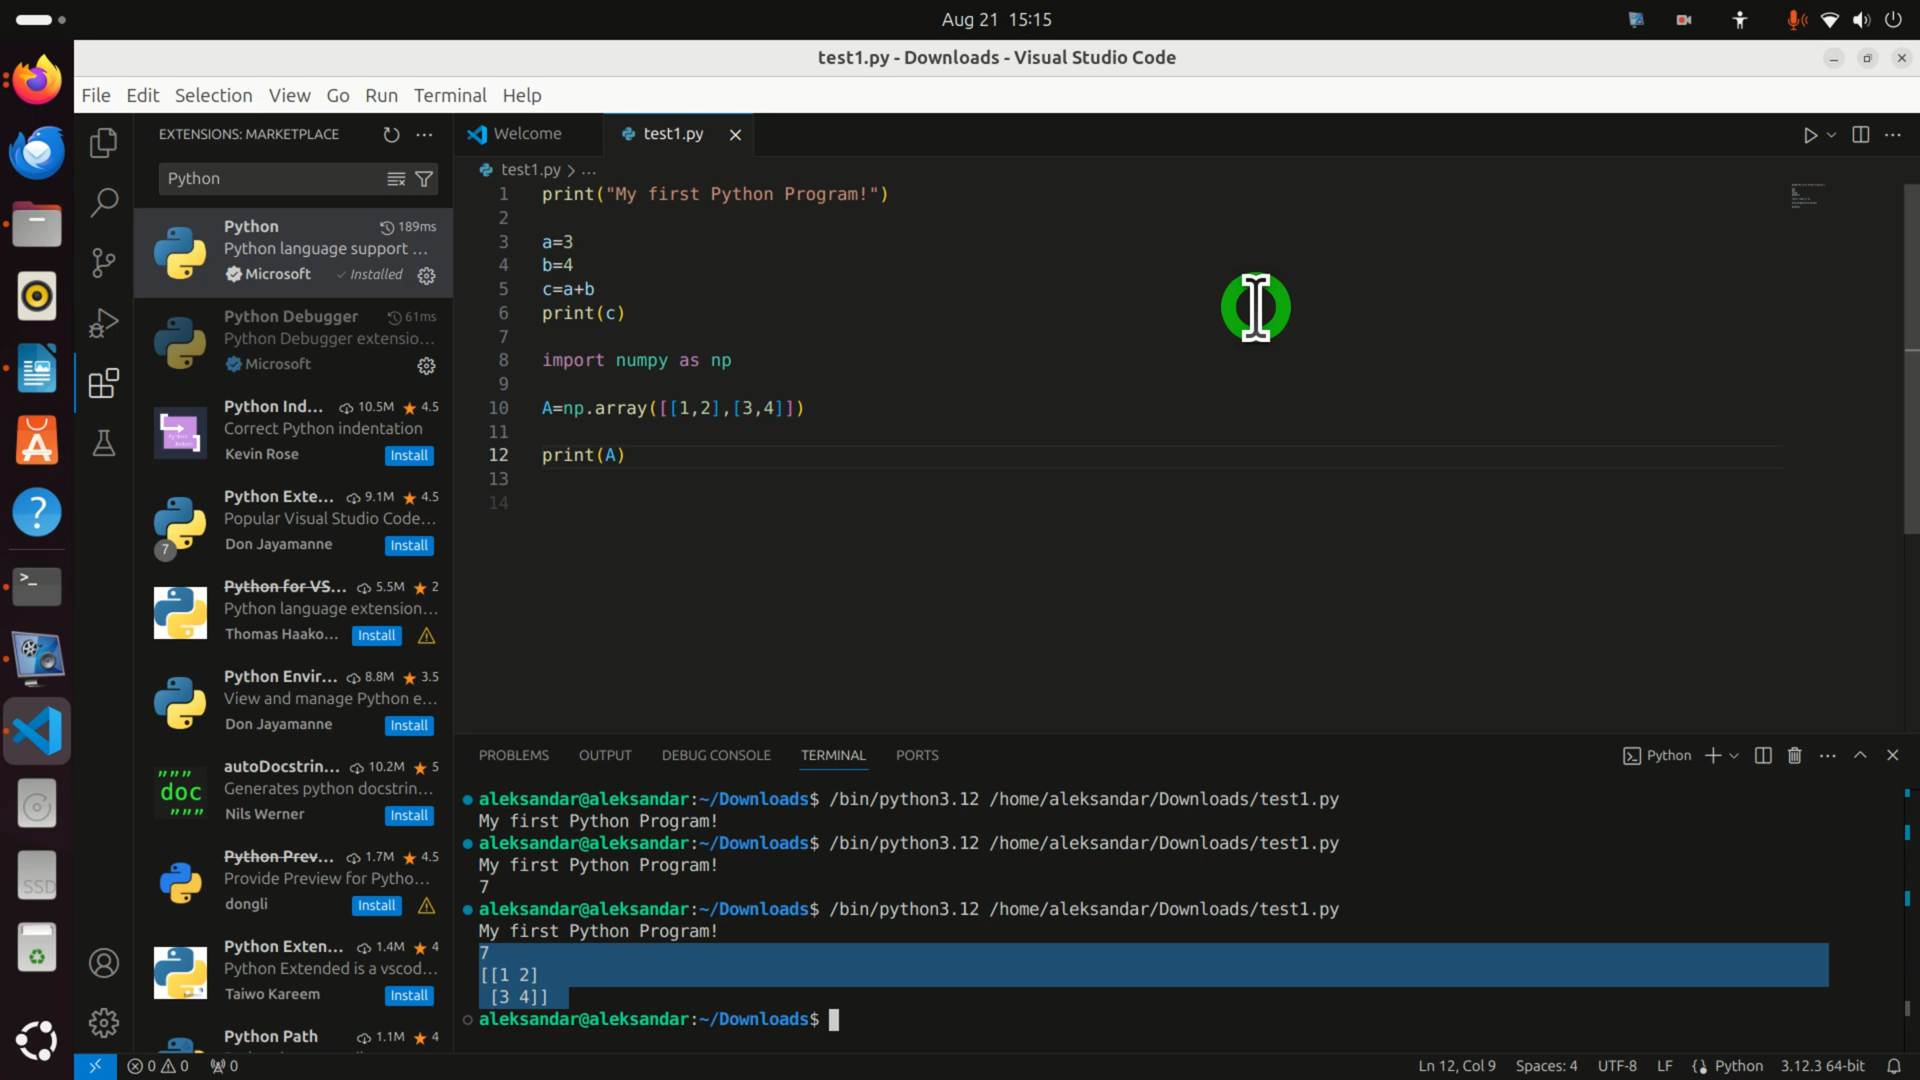 Aug 21 15:15
test1.py - Downloads - Visual Studio Code
File Edit Selection View Go Run Terminal Help
EXTENSIONS: MARKETPLACE
Python
Python 189ms
Python language support ...
Microsoft Installed
Python Debugger 61ms
Python Debugger extensio...
Microsoft
Python Ind... 10.5M 4.5
Correct Python indentation
Kevin Rose Install
Python Exte... 9.1M 4.5
Popular Visual Studio Code...
7 Don Jayamanne Install
Python for VS... 5.5M 2
Python language extension...
Thomas Haako... Install
Python Envir... 8.8M 3.5
View and manage Python e...
Don Jayamanne Install
autoDocstrin... 10.2M 5
""" doc """
Generates python docstrin...
Nils Werner Install
Python Prev... 1.7M 4.5
Provide Preview for Pytho...
dongli Install
Python Exten... 1.4M 4
Python Extended is a vscod...
Taiwo Kareem Install
Python Path 1.1M 4
SSD
Welcome test1.py
test1.py > ...
1 print("My first Python Program!")
2
3 a=3
4 b=4
5 c=a+b
6 print(c)
7
8 import numpy as np
9
10 A=np.array([[1,2],[3,4]])
11
12 print(A)
13
14
PROBLEMS OUTPUT DEBUG CONSOLE TERMINAL PORTS Python
aleksandar@aleksandar:~/Downloads$ /bin/python3.12 /home/aleksandar/Downloads/test1.py
My first Python Program!
aleksandar@aleksandar:~/Downloads$ /bin/python3.12 /home/aleksandar/Downloads/test1.py
My first Python Program!
7
aleksandar@aleksandar:~/Downloads$ /bin/python3.12 /home/aleksandar/Downloads/test1.py
My first Python Program!
7
[[1 2]
 [3 4]]
aleksandar@aleksandar:~/Downloads$
0 0 0 Ln 12, Col 9 Spaces: 4 UTF-8 LF Python 3.12.3 64-bit